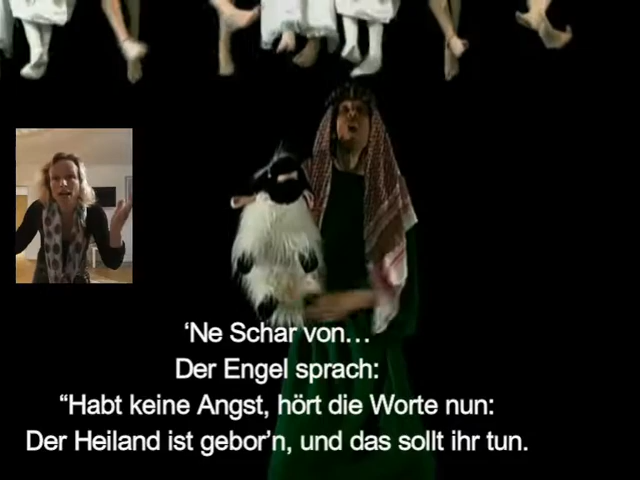 ‘Ne Schar von…
Der Engel sprach:
“Habt keine Angst, hört die Worte nun:
Der Heiland ist gebor’n, und das sollt ihr tun.